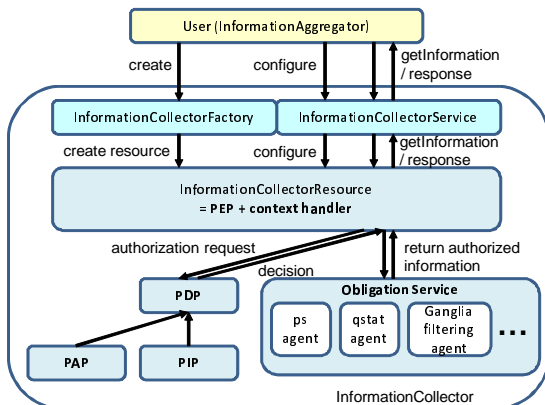 User (InformationAggregator)
create
configure
getInformation
/ response
InformationCollectorFactory
InformationCollectorService
create resource
configure
getInformation
/ response
InformationCollectorResource
= PEP + context handler
authorization request
decision
return authorized
information
PDP
Obligation Service
ps
agent
qstat
agent
Ganglia
filtering
agent
...
PAP
PIP
InformationCollector